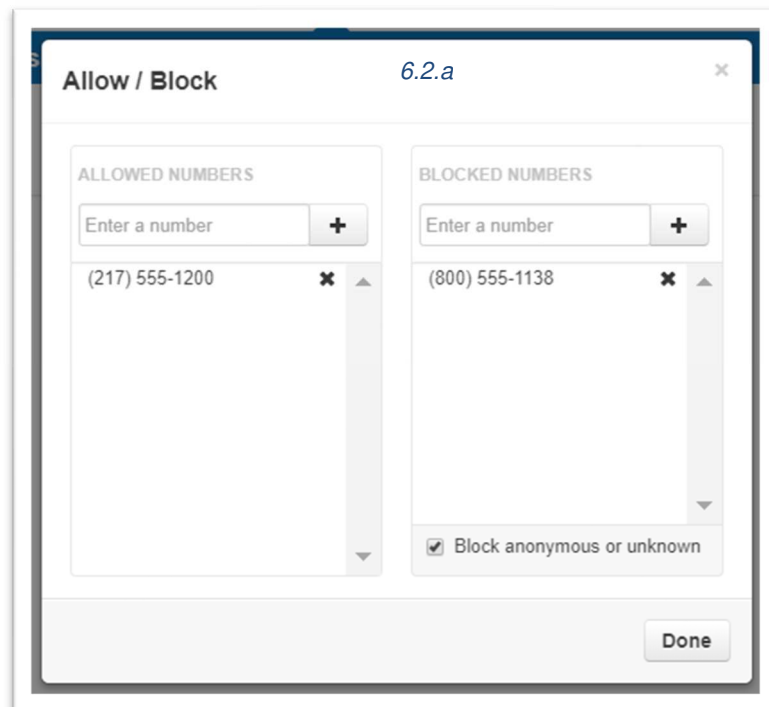 s
Allow / Block
6.2.a
×
ALLOWED NUMBERS
Enter a number
+
(217) 555-1200
✖
BLOCKED NUMBERS
Enter a number
+
(800) 555-1138
✖
Block anonymous or unknown
Done